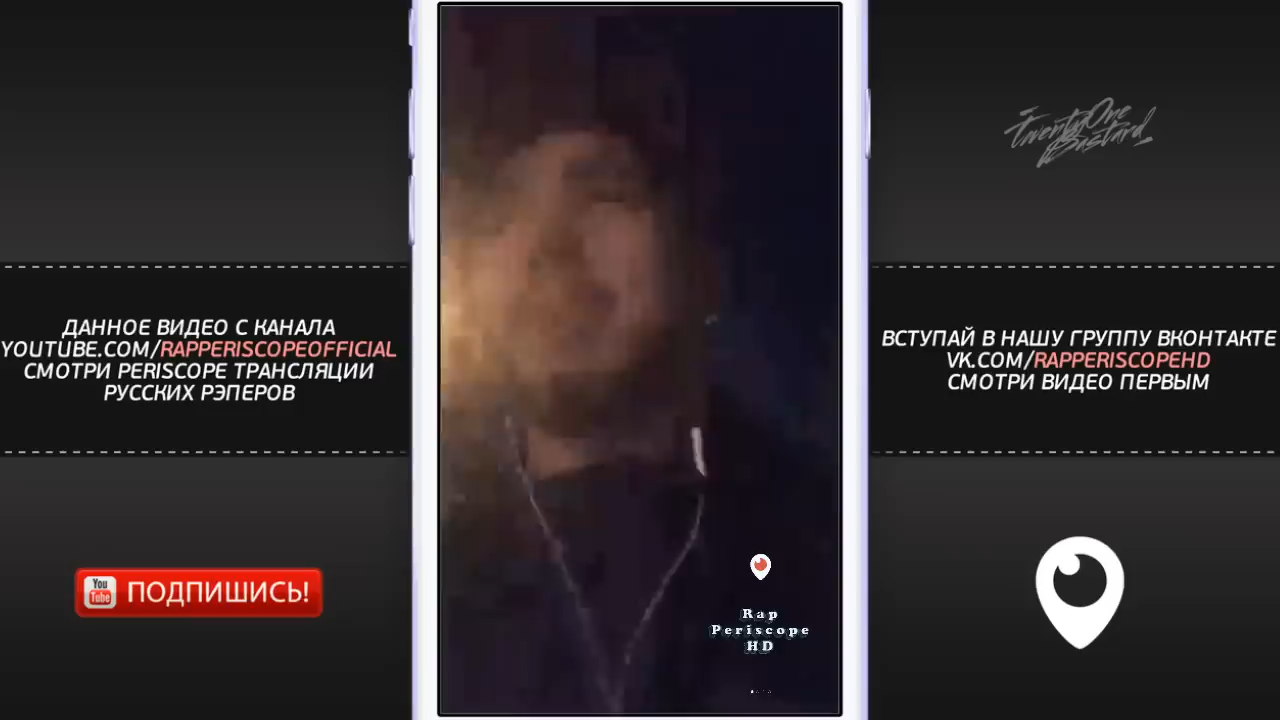 ДАННОЕ ВИДЕО С КАНАЛА
YOUTUBE.COM/RAPPERISCOPEOFFICIAL
СМОТРИ PERISCOPE ТРАНСЛЯЦИИ
РУССКИХ РЭПЕРОВ
You
Tube
ПОДПИШИСЬ!
Rap
Periscope
HD
TwentyOne
Bastard
ВСТУПАЙ В НАШУ ГРУППУ ВКОНТАКТЕ
VK.COM/RAPPERISCOPEHD
СМОТРИ ВИДЕО ПЕРВЫМ